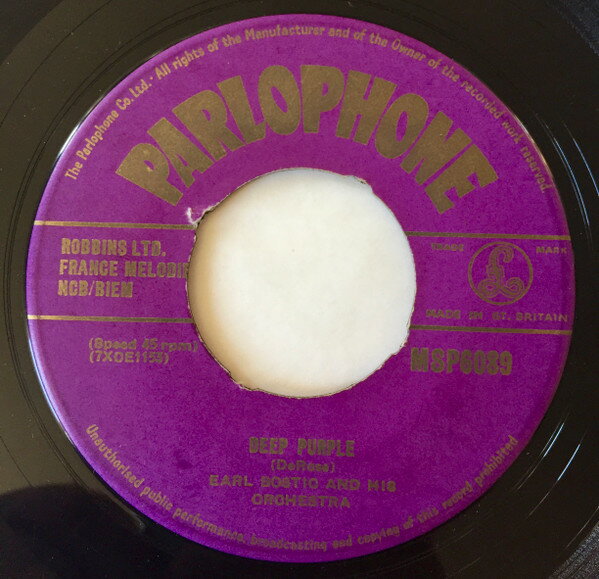 The Parlophone Co. Ltd. · All rights of the Manufacturer and of the Owner of the recorded work reserved
PARLOPHONE
ROBBINS LTD.
FRANCE MELODIE
NCB/BIEM
TRADE MARK
£
MADE IN GT. BRITAIN
(Speed 45 rpm)
(7XDE1153)
MSP6089
DEEP PURPLE
(DeRose)
EARL BOSTIC AND HIS
ORCHESTRA
Unauthorised public performance, broadcasting and copying of this record prohibited